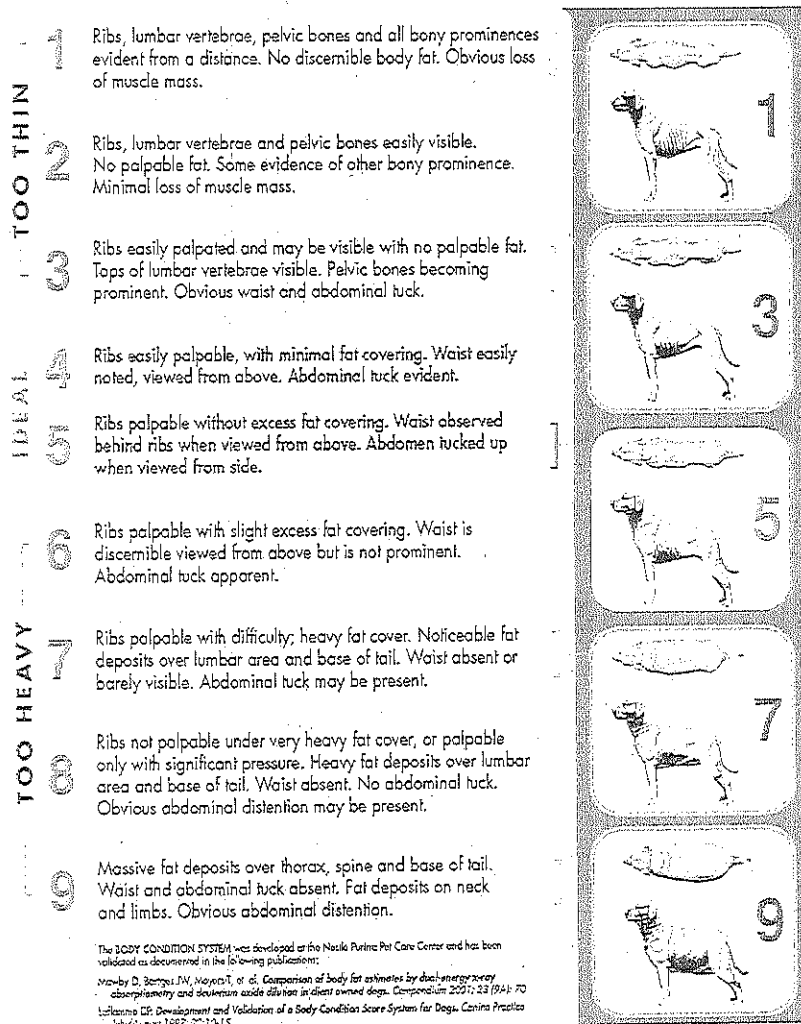 TOO THIN
1
Ribs, lumbar vertebrae, pelvic bones and all bony prominences
evident from a distance. No discernible body fat. Obvious loss
of muscle mass.
2
Ribs, lumbar vertebrae and pelvic bones easily visible.
No palpable fat. Some evidence of other bony prominence.
Minimal loss of muscle mass.
3
Ribs easily palpated and may be visible with no palpable fat.
Tops of lumbar vertebrae visible. Pelvic bones becoming
prominent. Obvious waist and abdominal tuck.
IDEAL
4
Ribs easily palpable, with minimal fat covering. Waist easily
noted, viewed from above. Abdominal tuck evident.
5
Ribs palpable without excess fat covering. Waist observed
behind ribs when viewed from above. Abdomen tucked up
when viewed from side.
TOO HEAVY
6
Ribs palpable with slight excess fat covering. Waist is
discernible viewed from above but is not prominent.
Abdominal tuck apparent.
7
Ribs palpable with difficulty; heavy fat cover. Noticeable fat
deposits over lumbar area and base of tail. Waist absent or
barely visible. Abdominal tuck may be present.
8
Ribs not palpable under very heavy fat cover, or palpable
only with significant pressure. Heavy fat deposits over lumbar
area and base of tail. Waist absent. No abdominal tuck.
Obvious abdominal distention may be present.
9
Massive fat deposits over thorax, spine and base of tail.
Waist and abdominal tuck absent. Fat deposits on neck
and limbs. Obvious abdominal distention.
The BODY CONDITION SYSTEM was developed at the Nestlé Purina Pet Care Center and has been
validated as documented in the following publications:
Mawby D, Bartges JW, Moyers T, et al. Comparison of body fat estimates by dual-energy x-ray
absorptiometry and deuterium oxide dilution in client owned dogs. Compendium 2001; 23 (9A): 70
Laflamme DP. Development and Validation of a Body Condition Score System for Dogs. Canine Practice
1
3
5
7
9